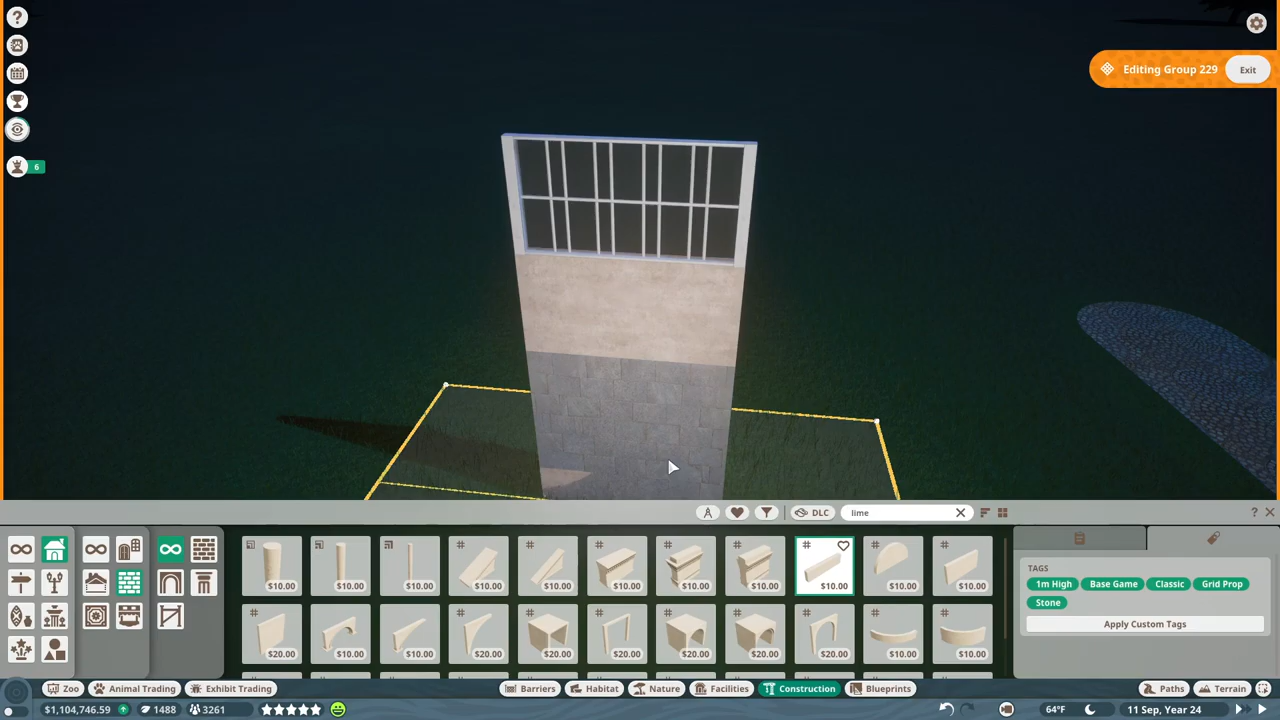 ?
Editing Group 229
Exit
6
DLC
lime
?
$10.00
$10.00
$10.00
$10.00
$10.00
$10.00
$10.00
$10.00
$10.00
$10.00
$10.00
$20.00
$10.00
$10.00
$20.00
$20.00
$20.00
$20.00
$20.00
$20.00
$10.00
$10.00
TAGS
1m High
Base Game
Classic
Grid Prop
Stone
Apply Custom Tags
Zoo
Animal Trading
Exhibit Trading
Barriers
Habitat
Nature
Facilities
Construction
Blueprints
Paths
Terrain
$1,104,746.59
1488
3261
64°F
11 Sep, Year 24